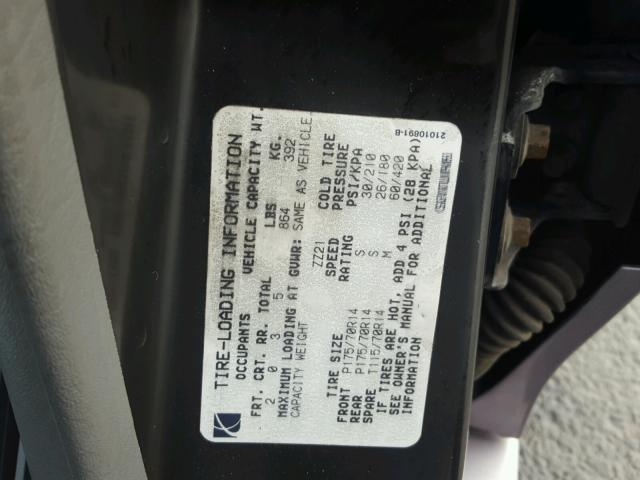 TIRE-LOADING INFORMATION
OCCUPANTS VEHICLE CAPACITY WT.
FRT. CRT. RR. TOTAL LBS KG.
2 0 3 5 864 392
MAXIMUM LOADING AT GVWR: SAME AS VEHICLE
CAPACITY WEIGHT
ZZ21
TIRE SIZE SPEED RATING COLD TIRE PRESSURE PSI/KPA
FRONT P175/70R14 S 30/210
REAR P175/70R14 S 26/180
SPARE T115/70R14 M 60/420
IF TIRES ARE HOT, ADD 4 PSI (28 KPA)
SEE OWNER'S MANUAL FOR ADDITIONAL
INFORMATION
21010891-B